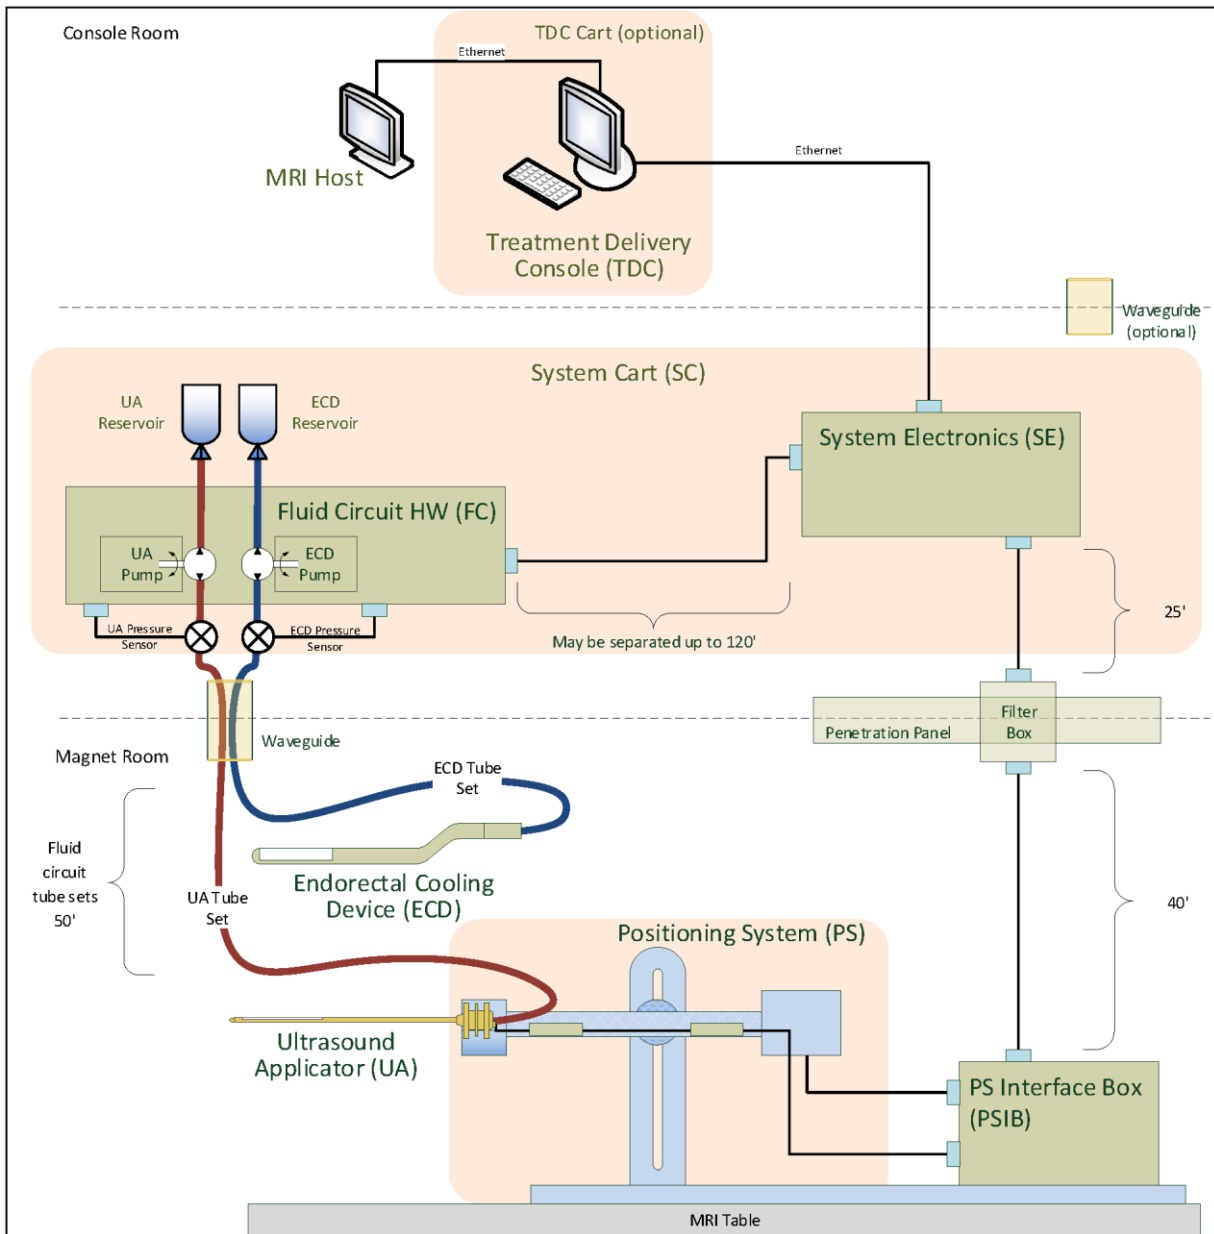 Console Room
TDC Cart (optional)
Ethernet
MRI Host
Ethernet
Treatment Delivery
Console (TDC)
Waveguide
(optional)
System Cart (SC)
UA
Reservoir
ECD
Reservoir
System Electronics (SE)
Fluid Circuit HW (FC)
UA
Pump
ECD
Pump
UA Pressure
Sensor
ECD Pressure
Sensor
May be separated up to 120'
25'
Waveguide
Penetration Panel
Filter
Box
Magnet Room
ECD Tube
Set
Fluid
circuit
tube sets
50'
UA Tube
Set
Endorectal Cooling
Device (ECD)
40'
Positioning System (PS)
Ultrasound
Applicator (UA)
PS Interface Box
(PSIB)
MRI Table